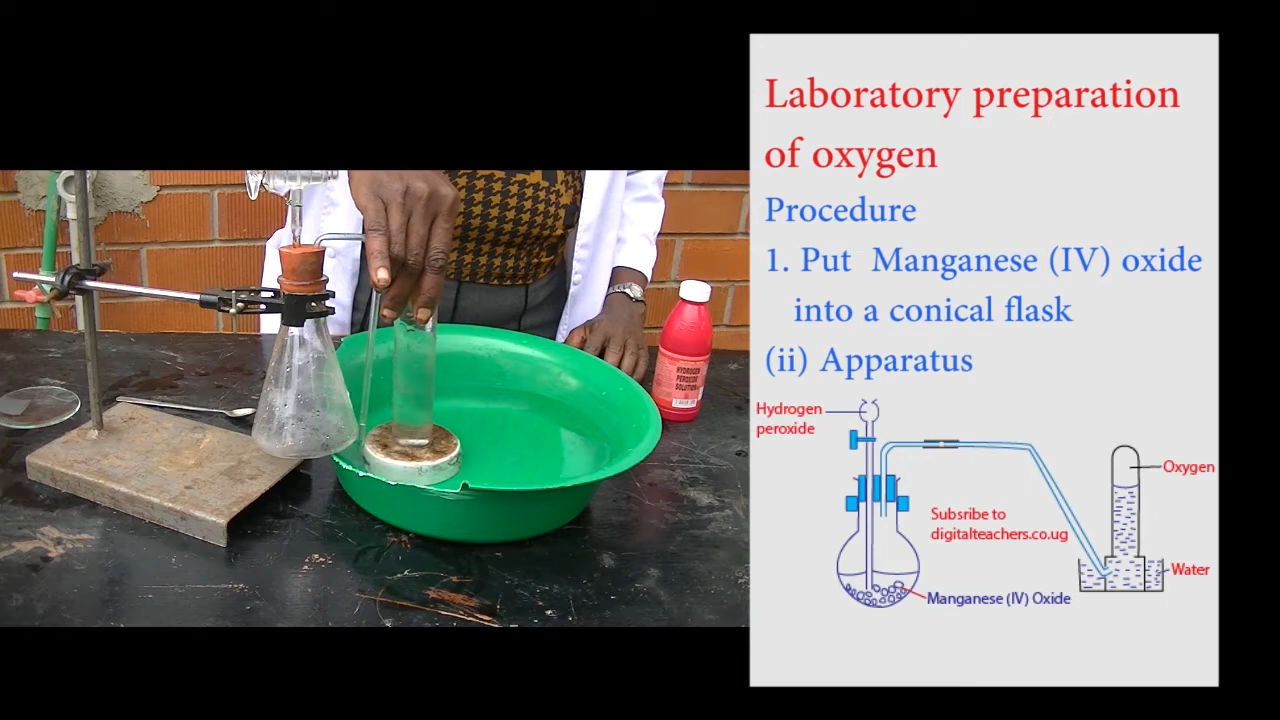 Laboratory preparation
of oxygen
Procedure
1. Put Manganese (IV) oxide
into a conical flask
(ii) Apparatus
Hydrogen
peroxide
Oxygen
Subsribe to
digitalteachers.co.ug
Water
Manganese (IV) Oxide
HYDROGEN
PEROXIDE
SOLUTION